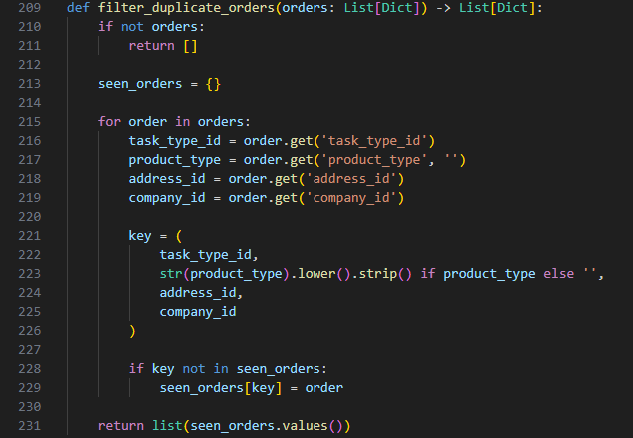 209 def filter_duplicate_orders(orders: List[Dict]) -> List[Dict]:
210     if not orders:
211         return []
212
213     seen_orders = {}
214
215     for order in orders:
216         task_type_id = order.get('task_type_id')
217         product_type = order.get('product_type', '')
218         address_id = order.get('address_id')
219         company_id = order.get('company_id')
220
221         key = (
222             task_type_id,
223             str(product_type).lower().strip() if product_type else '',
224             address_id,
225             company_id
226         )
227
228         if key not in seen_orders:
229             seen_orders[key] = order
230
231     return list(seen_orders.values())